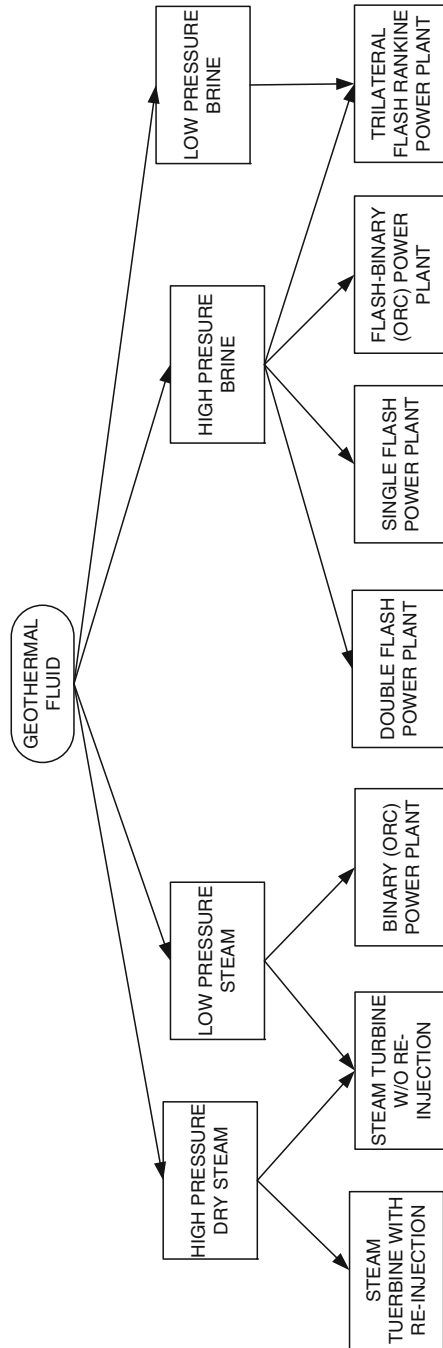 GEOTHERMAL
FLUID
HIGH PRESSURE
DRY STEAM
LOW PRESSURE
STEAM
HIGH PRESURE
BRINE
LOW PRESSURE
BRINE
STEAM
TUERBINE WITH
RE-INJECTION
STEAM TURBINE
W/O RE-
INJECTION
BINARY (ORC)
POWER PLANT
DOUBLE FLASH
POWER PLANT
SINGLE FLASH
POWER PLANT
FLASH-BINARY
(ORC) POWER
PLANT
TRILATERAL
FLASH RANKINE
POWER PLANT